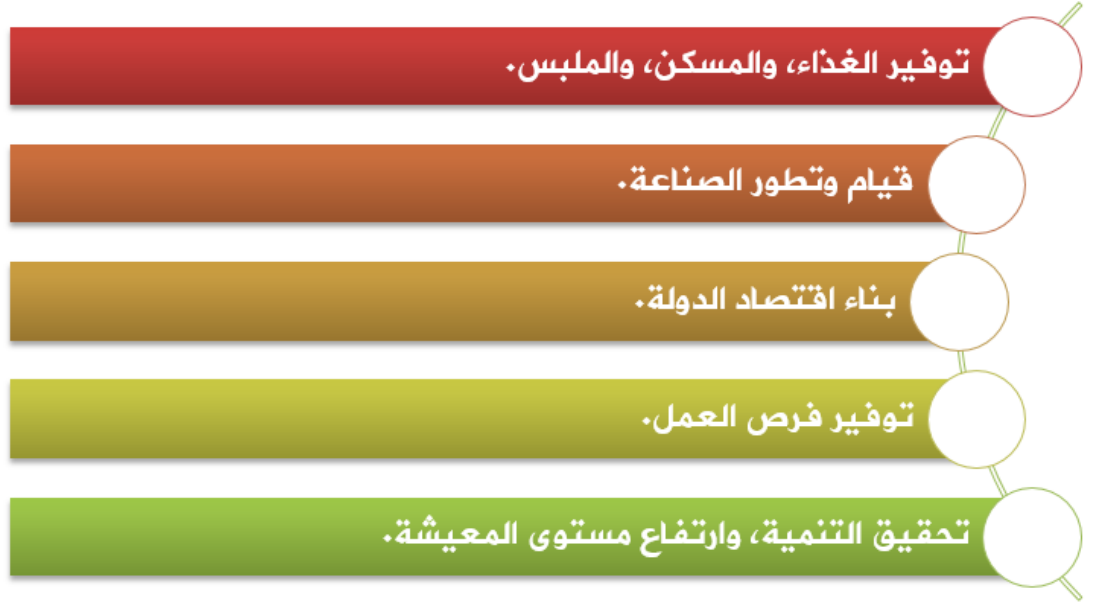 توفير الغذاء، والمسكن، والملبس.
قيام وتطور الصناعة.
بناء اقتصاد الدولة.
توفير فرص العمل.
تحقيق التنمية، وارتفاع مستوى المعيشة.